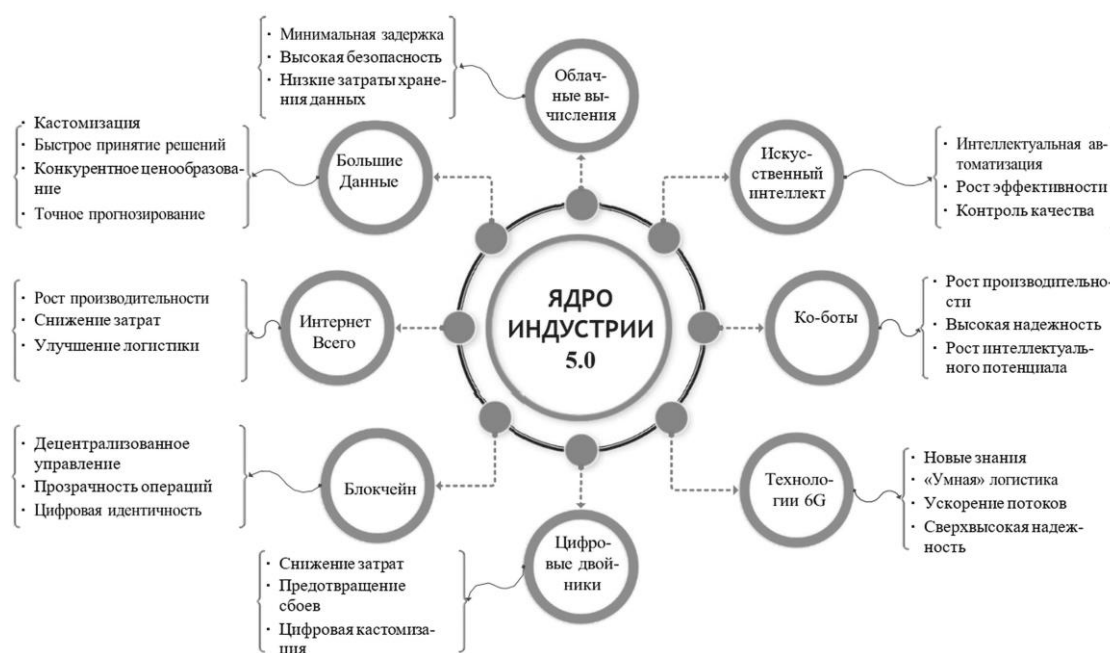 · Минимальная задержка
· Высокая безопасность
· Низкие затраты хране-
ния данных
Облач-
ные вы-
числения
· Кастомизация
· Быстрое принятие решений
· Конкурентное ценообразова-
ние
· Точное прогнозирование
Большие
Данные
Искус-
ственный
интеллект
· Интеллектуальная ав-
томатизация
· Рост эффективности
· Контроль качества
· Рост производительности
· Снижение затрат
· Улучшение логистики
Интернет
Всего
ЯДРО
ИНДУСТРИИ
5.0
Ко-боты
· Рост производительно-
сти
· Высокая надежность
· Рост интеллектуаль-
ного потенциала
· Децентрализованное
управление
· Прозрачность операций
· Цифровая идентичность
Блокчейн
Техноло-
гии 6G
· Новые знания
· «Умная» логистика
· Ускорение потоков
· Сверхвысокая надеж-
ность
· Снижение затрат
· Предотвращение
сбоев
· Цифровая кастомиза-
ция
Цифро-
вые двой-
ники